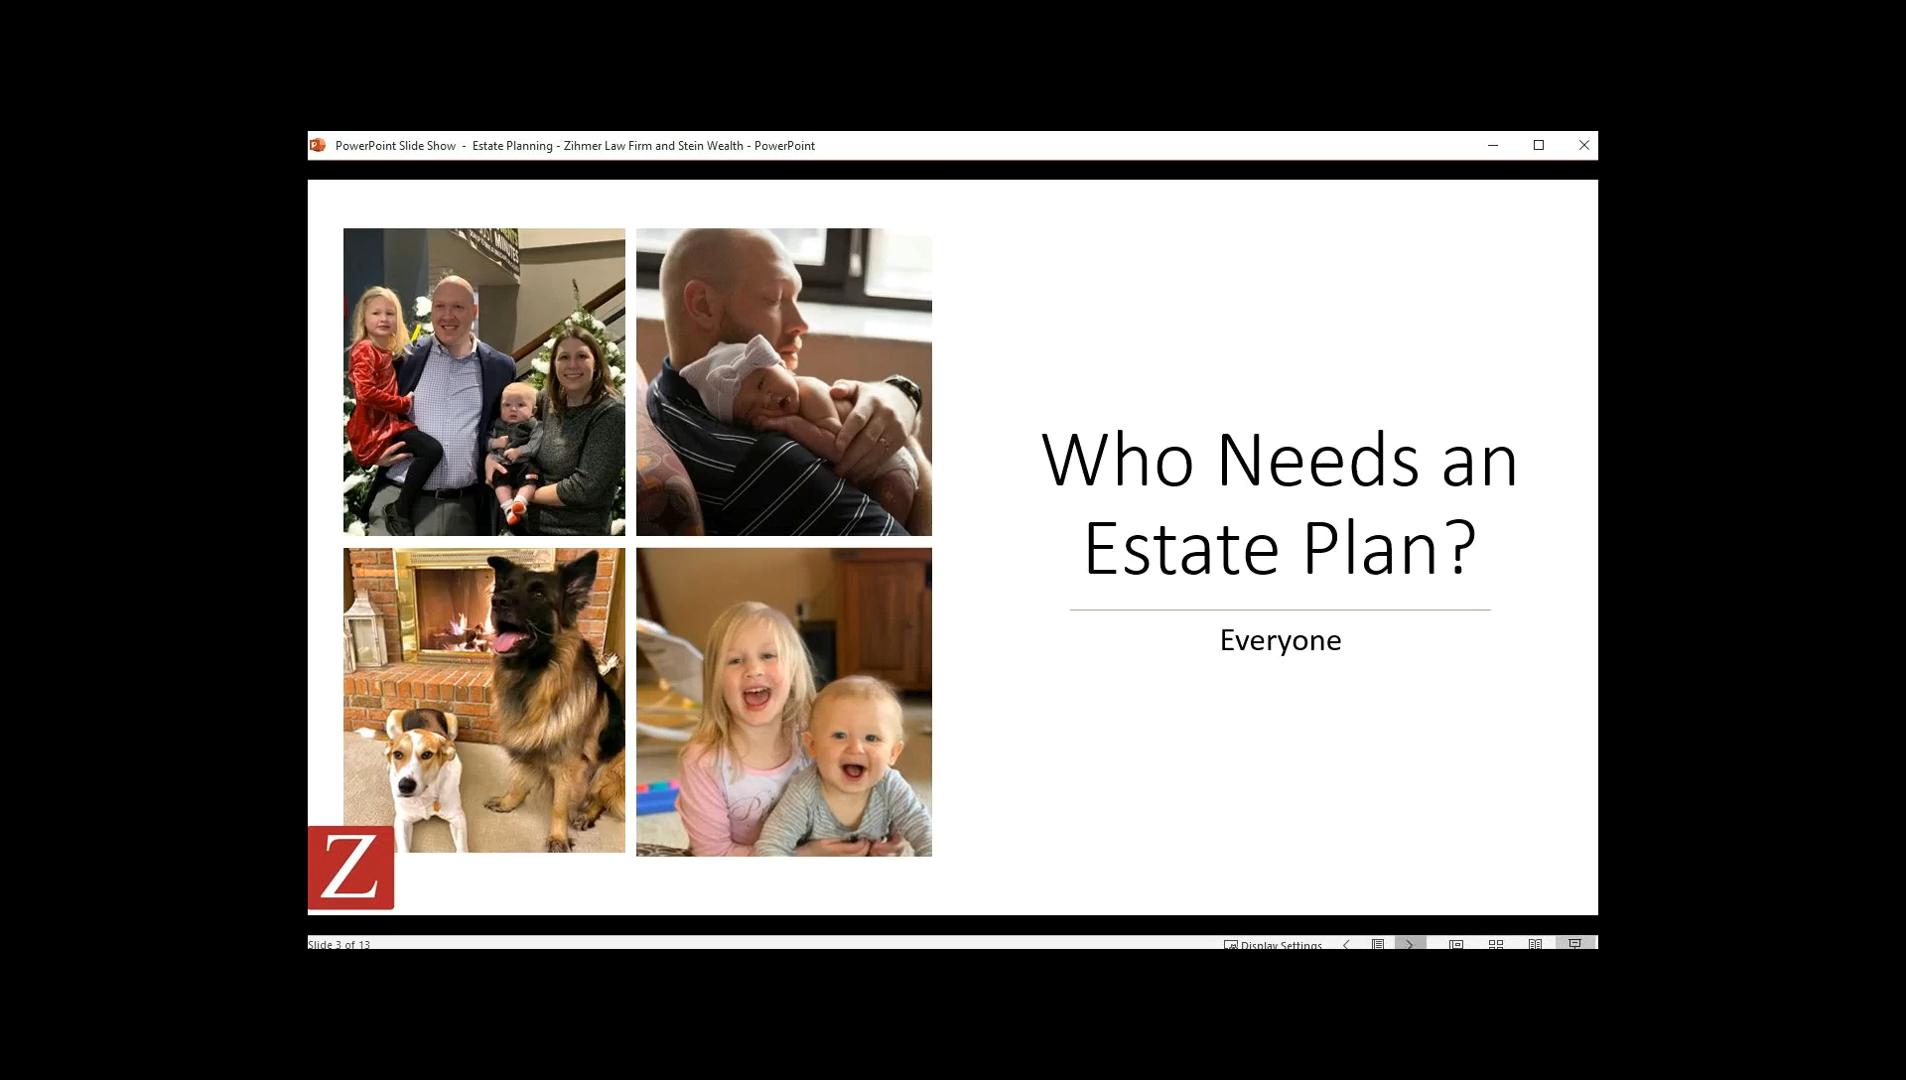 PowerPoint Slide Show - Estate Planning - Zihmer Law Firm and Stein Wealth - PowerPoint
MINUTES
Who Needs an
Estate Plan?
Everyone
Z
Slide 3 of 13
Display Settings